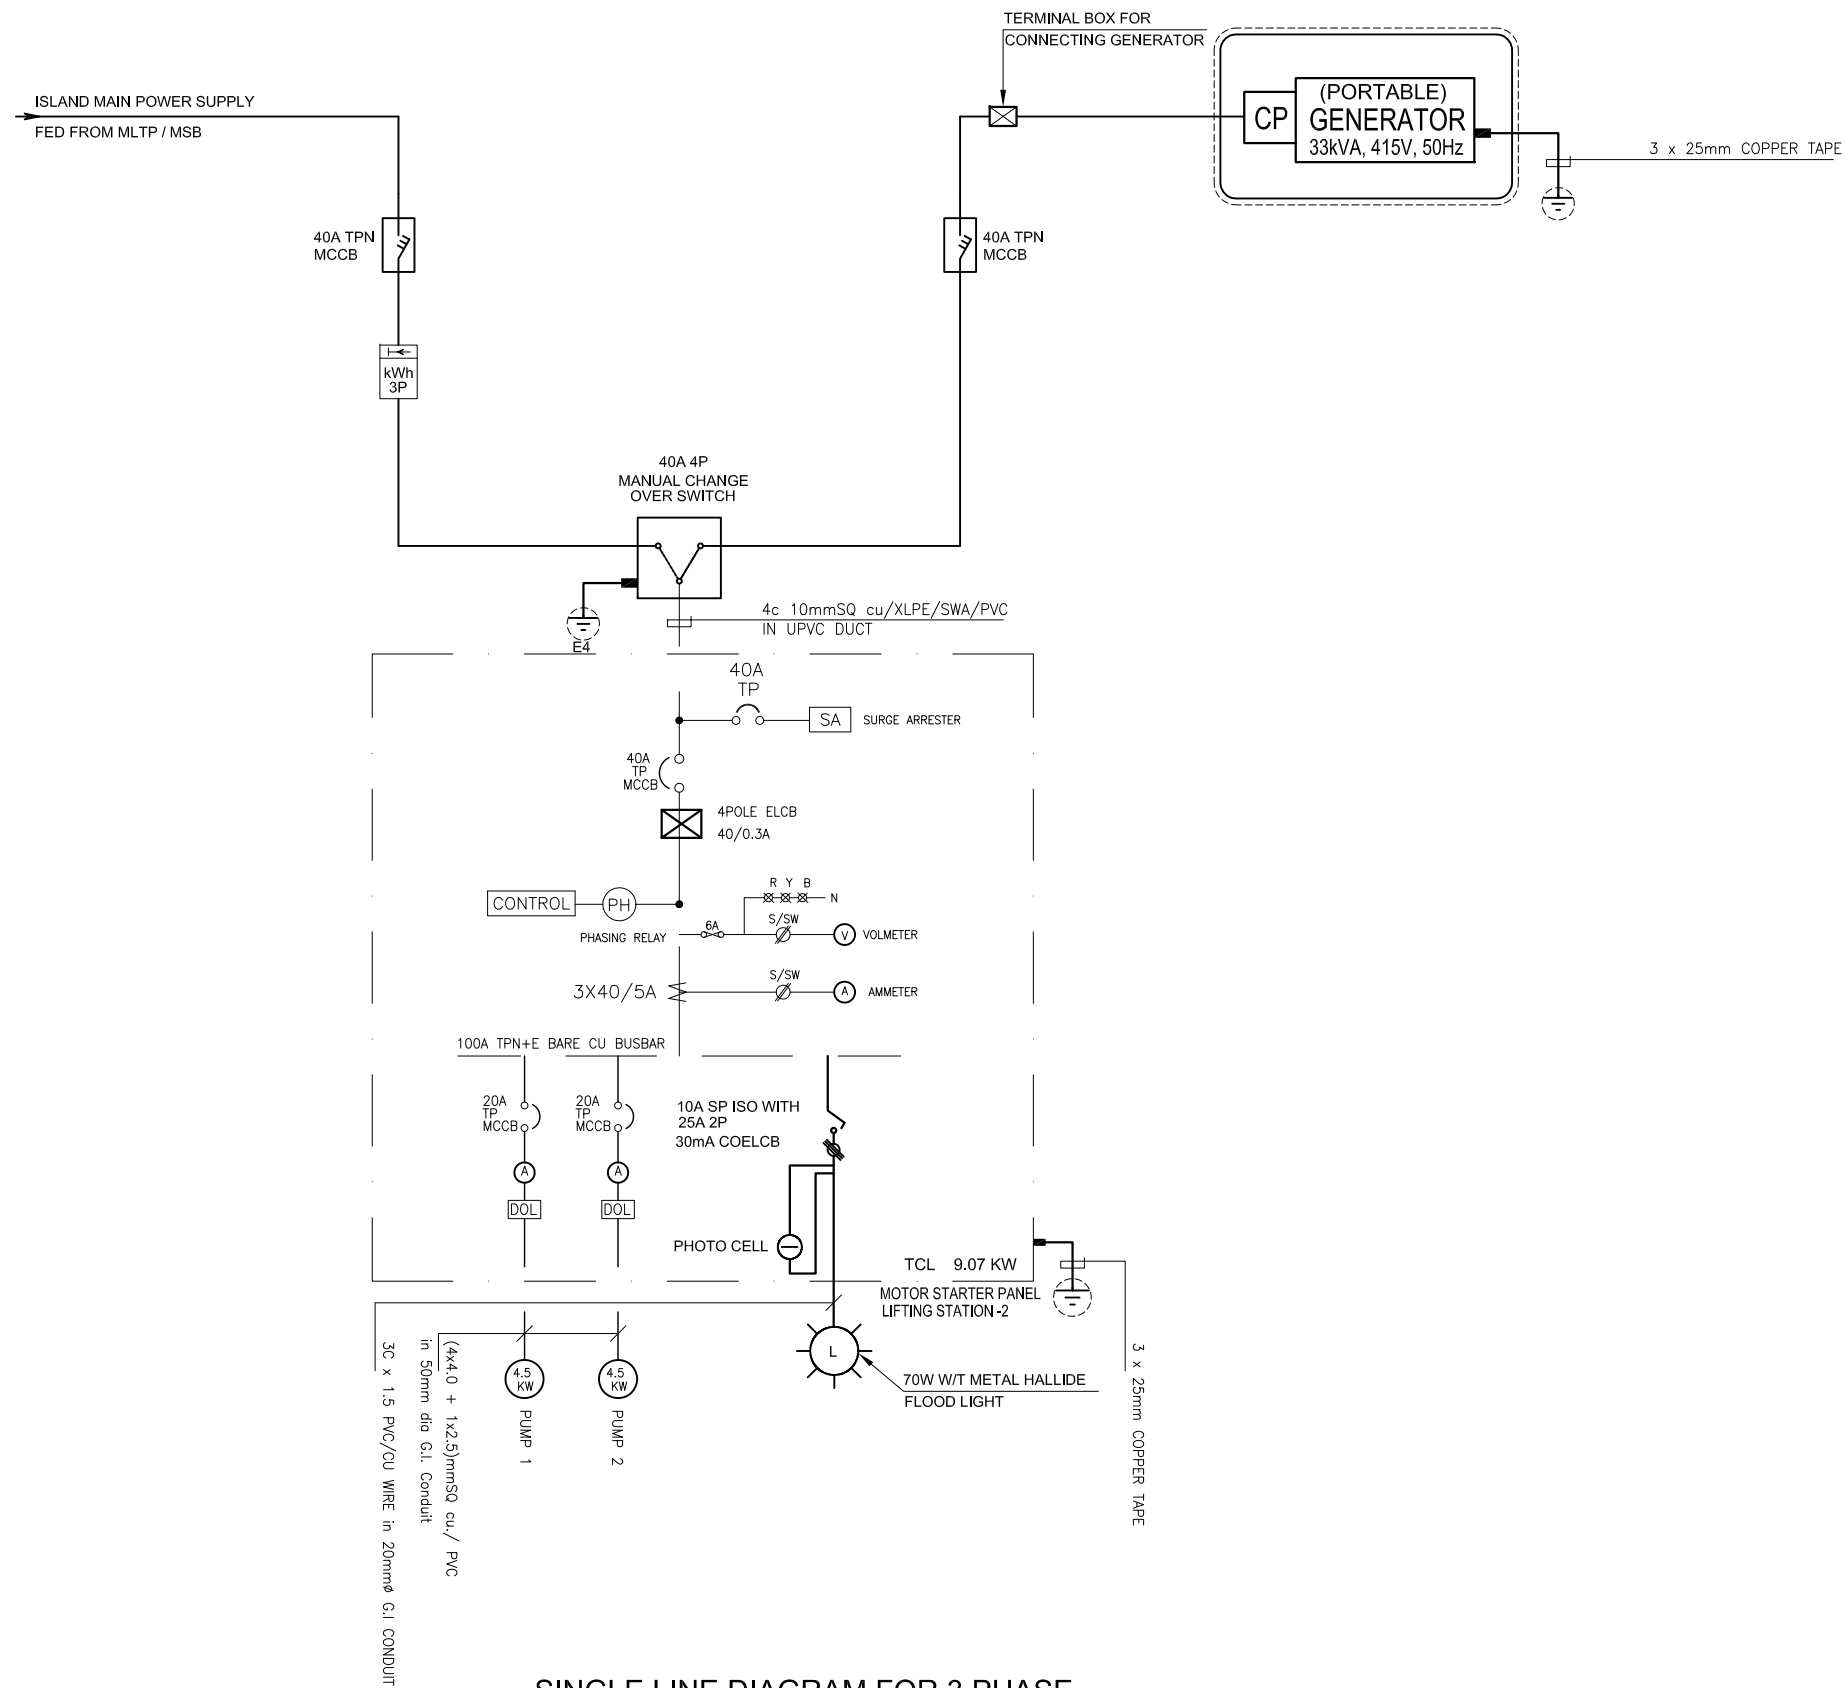 TERMINAL BOX FOR
CONNECTING GENERATOR
ISLAND MAIN POWER SUPPLY
FED FROM MLTP / MSB
CP
(PORTABLE)
GENERATOR
33kVA, 415V, 50Hz
3 x 25mm COPPER TAPE
40A TPN
MCCB
40A TPN
MCCB
kWh
3P
40A 4P
MANUAL CHANGE
OVER SWITCH
4c 10mmSQ cu/XLPE/SWA/PVC
IN UPVC DUCT
E4
40A
TP
SA
SURGE ARRESTER
40A
TP
MCCB
4POLE ELCB
40/0.3A
R Y B
N
CONTROL
PH
S/SW
6A
PHASING RELAY
V
VOLMETER
S/SW
3X40/5A
A
AMMETER
100A TPN+E BARE CU BUSBAR
20A
TP
MCCB
20A
TP
MCCB
10A SP ISO WITH
25A 2P
30mA COELCB
A
A
DOL
DOL
PHOTO CELL
TCL 9.07 KW
MOTOR STARTER PANEL
LIFTING STATION -2
L
4.5
KW
4.5
KW
70W W/T METAL HALLIDE
FLOOD LIGHT
PUMP 1
PUMP 2
3 x 25mm COPPER TAPE
(4x4.0 + 1x2.5)mmSQ cu./ PVC
in 50mm dia G.I. Conduit
3C x 1.5 PVC/CU WIRE in 20mmø G.I CONDUIT
SINGLE LINE DIAGRAM FOR 3 PHASE